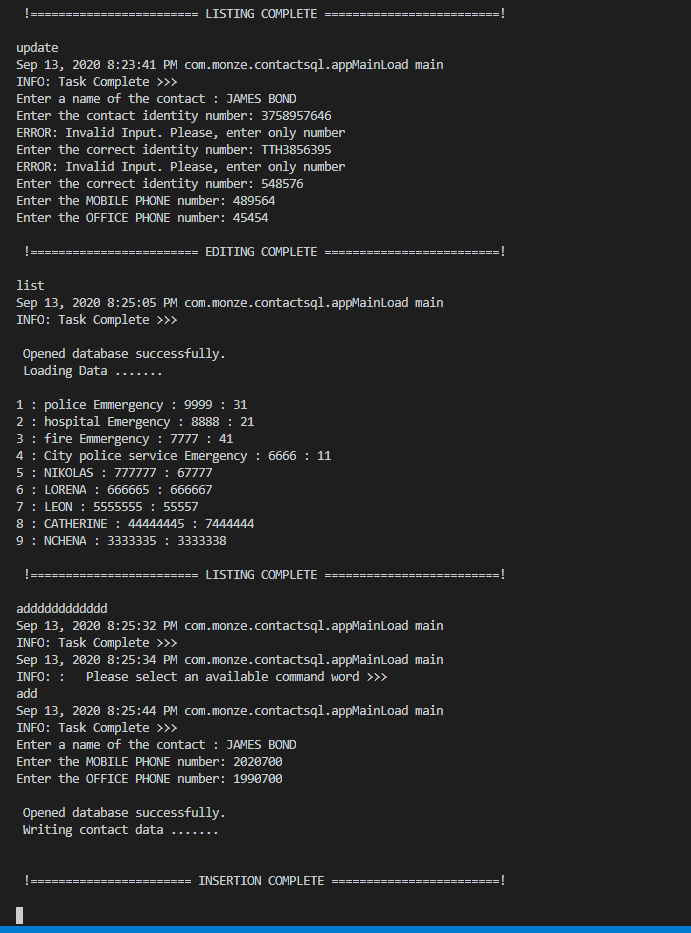 !======================== LISTING COMPLETE =========================!
update
Sep 13, 2020 8:23:41 PM com.monze.contactsql.appMainLoad main
INFO: Task Complete >>>
Enter a name of the contact : JAMES BOND
Enter the contact identity number: 3758957646
ERROR: Invalid Input. Please, enter only number
Enter the correct identity number: TTH3856395
ERROR: Invalid Input. Please, enter only number
Enter the correct identity number: 548576
Enter the MOBILE PHONE number: 489564
Enter the OFFICE PHONE number: 45454
!======================== EDITING COMPLETE =========================!
list
Sep 13, 2020 8:25:05 PM com.monze.contactsql.appMainLoad main
INFO: Task Complete >>>
Opened database successfully.
Loading Data .......
1 : police Emmergency : 9999 : 31
2 : hospital Emergency : 8888 : 21
3 : fire Emmergency : 7777 : 41
4 : City police service Emergency : 6666 : 11
5 : NIKOLAS : 777777 : 67777
6 : LORENA : 666665 : 666667
7 : LEON : 5555555 : 55557
8 : CATHERINE : 44444445 : 7444444
9 : NCHENA : 3333335 : 3333338
!======================== LISTING COMPLETE =========================!
adddddddddddd
Sep 13, 2020 8:25:32 PM com.monze.contactsql.appMainLoad main
INFO: Task Complete >>>
Sep 13, 2020 8:25:34 PM com.monze.contactsql.appMainLoad main
INFO: :   Please select an available command word >>>
add
Sep 13, 2020 8:25:44 PM com.monze.contactsql.appMainLoad main
INFO: Task Complete >>>
Enter a name of the contact : JAMES BOND
Enter the MOBILE PHONE number: 2020700
Enter the OFFICE PHONE number: 1990700
Opened database successfully.
Writing contact data .......
!======================= INSERTION COMPLETE ========================!